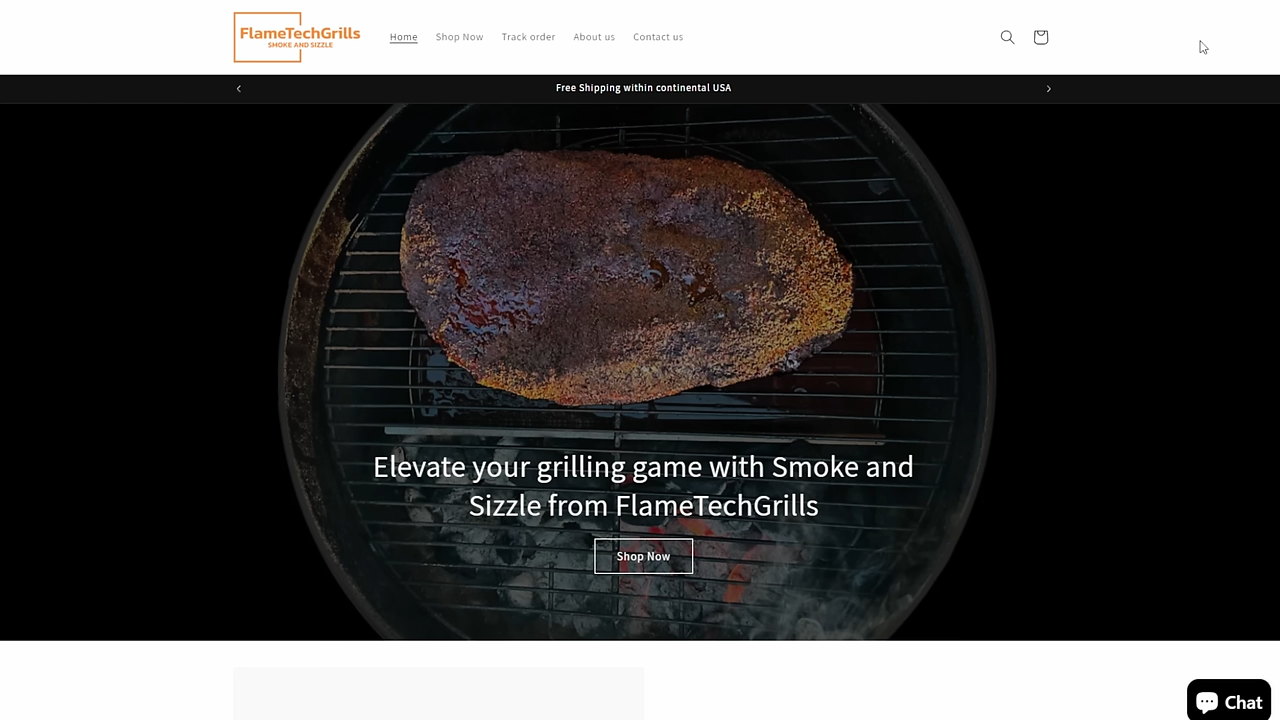 FlameTechGrills
SMOKE AND SIZZLE
Home Shop Now Track order About us Contact us
Free Shipping within continental USA
Elevate your grilling game with Smoke and
Sizzle from FlameTechGrills
Shop Now
Chat